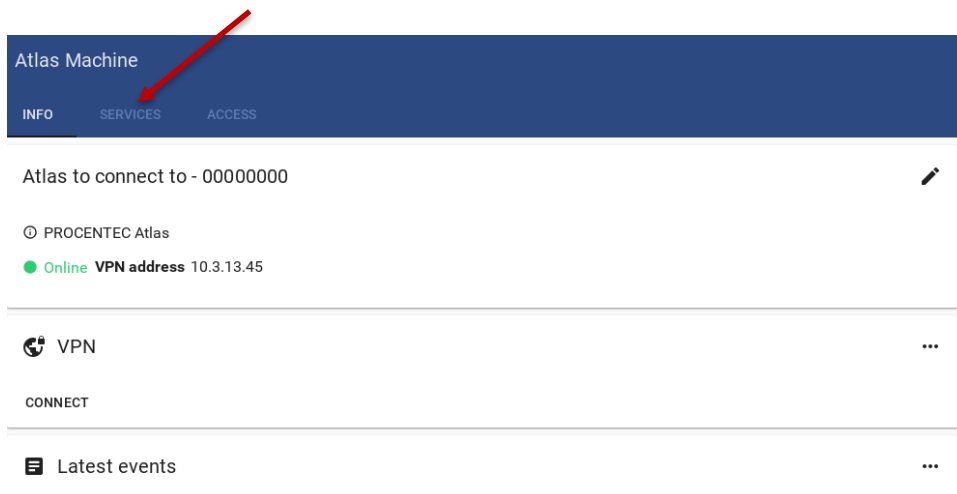 Atlas Machine
INFO SERVICES ACCESS
Atlas to connect to - 00000000
PROCENTEC Atlas
Online VPN address 10.3.13.45
VPN
CONNECT
Latest events